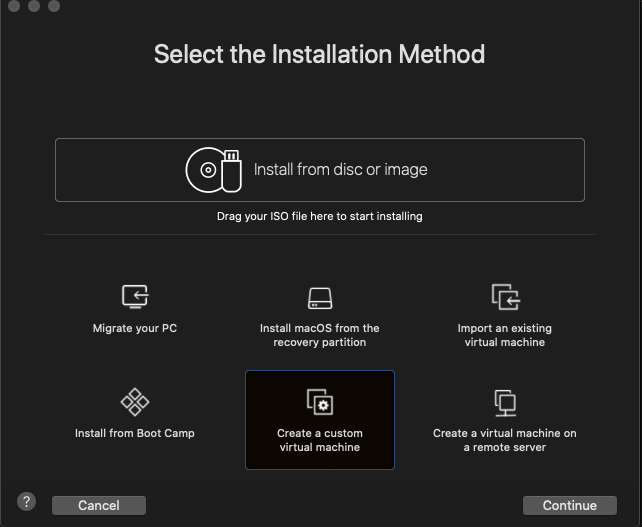 Select the Installation Method
Install from disc or image
Drag your ISO file here to start installing
Migrate your PC
Install macOS from the
recovery partition
Import an existing
virtual machine
Install from Boot Camp
Create a custom
virtual machine
Create a virtual machine on
a remote server
?
Cancel
Continue